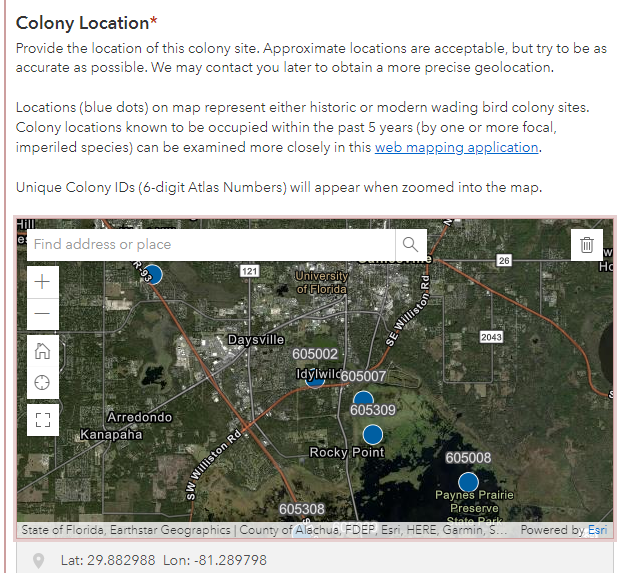 Colony Location*
Provide the location of this colony site. Approximate locations are acceptable, but try to be as
accurate as possible. We may contact you later to obtain a more precise geolocation.
Locations (blue dots) on map represent either historic or modern wading bird colony sites.
Colony locations known to be occupied within the past 5 years (by one or more focal,
imperiled species) can be examined more closely in this web mapping application.
Unique Colony IDs (6-digit Atlas Numbers) will appear when zoomed into the map.
Find address or place
26
121
University
of Florida
SE Williston Rd
2043
Daysville
605002
Idylwild
605007
605309
Arredondo
Kanapaha
SW Williston Rd
Rocky Point
605008
Paynes Prairie
Preserve
State Park
605308
State of Florida, Earthstar Geographics | County of Alachua, FDEP, Esri, HERE, Garmin, S... Powered by Esri
Lat: 29.882988 Lon: -81.289798